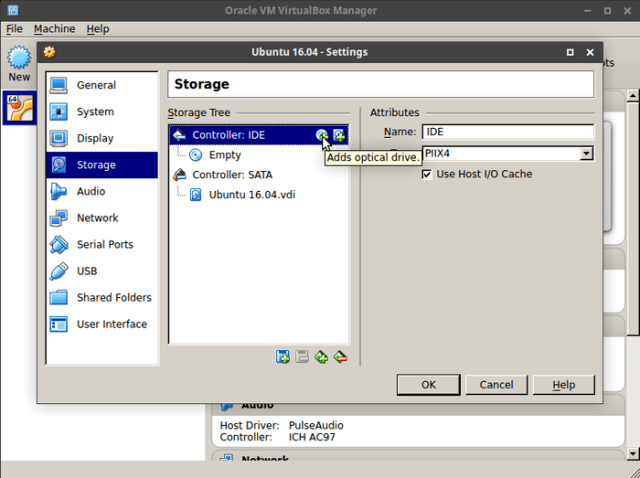 Oracle VM VirtualBox Manager
File Machine Help
New
64
Ubuntu 16.04 - Settings
General
System
Display
Storage
Audio
Network
Serial Ports
USB
Shared Folders
User Interface
Storage
Storage Tree
Controller: IDE
Empty
Controller: SATA
Ubuntu 16.04.vdi
Adds optical drive.
Attributes
Name: IDE
PIIX4
Use Host I/O Cache
OK Cancel Help
Audio
Host Driver: PulseAudio
Controller: ICH AC97
Network